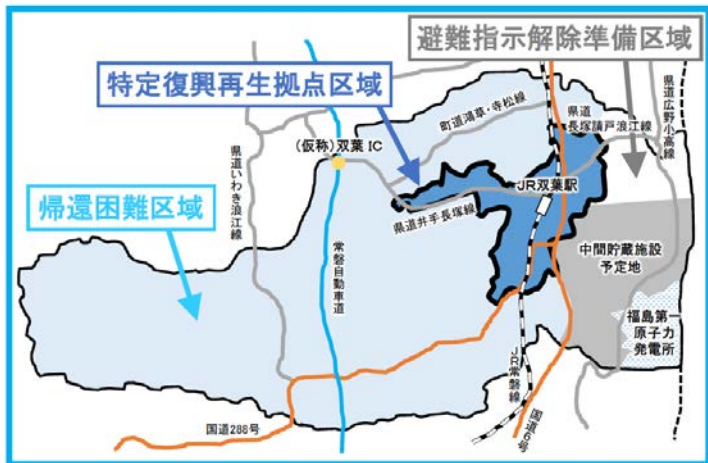 避難指示解除準備区域
特定復興再生拠点区域
帰還困難区域
(仮称)双葉 IC
町道鴻草・寺松線
県道
長塚請戸浪江線
県道広野小高線
県道いわき浪江線
県道井手長塚線
JR双葉駅
常磐自動車道
中間貯蔵施設
予定地
福島第一
原子力
発電所
JR常磐線
国道6号
国道288号